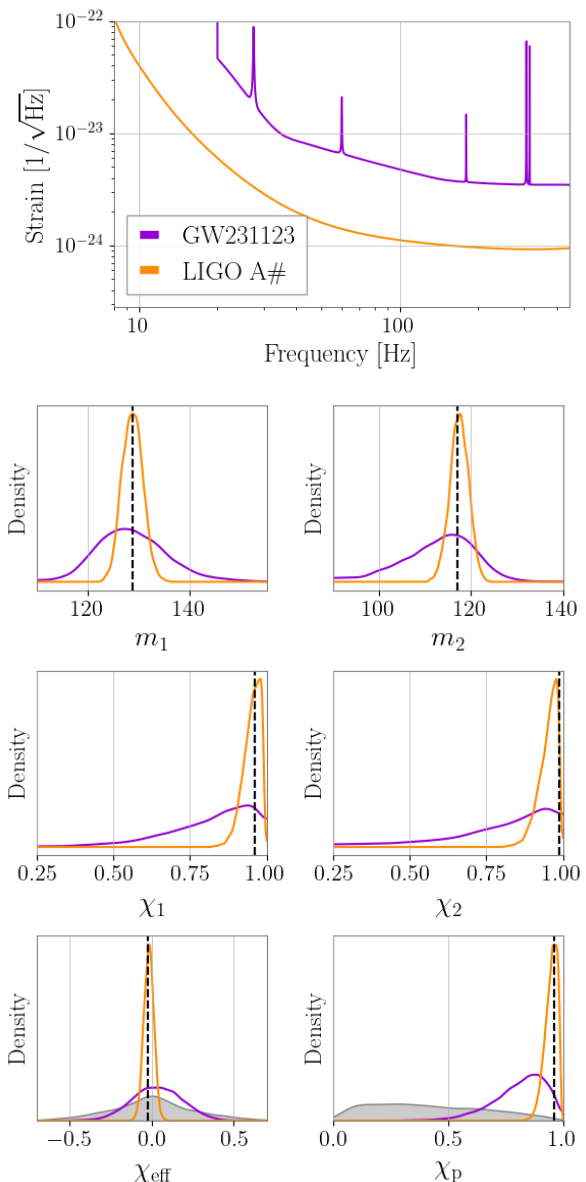 10⁻²²
10⁻²³
10⁻²⁴
Strain [1/√Hz]
GW231123
LIGO A#
10 100
Frequency [Hz]
Density Density
120 140 100 120 140
m₁ m₂
Density Density
0.25 0.50 0.75 1.00 0.25 0.50 0.75 1.00
χ₁ χ₂
Density Density
−0.5 0.0 0.5 0.0 0.5 1.0
χ_eff χ_p